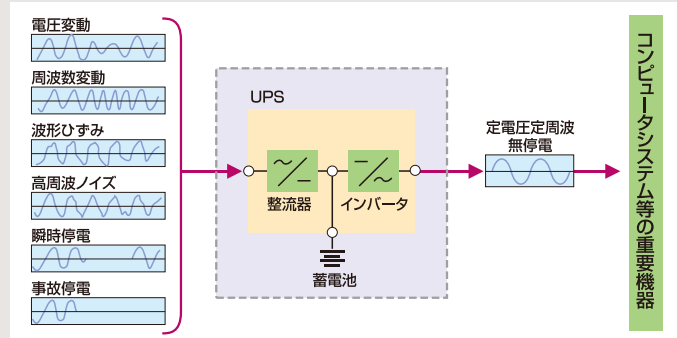 電圧変動
周波数変動
波形ひずみ
高周波ノイズ
瞬時停電
事故停電
UPS
整流器
インバータ
蓄電池
定電圧定周波
無停電
コンピュータシステム等の重要機器